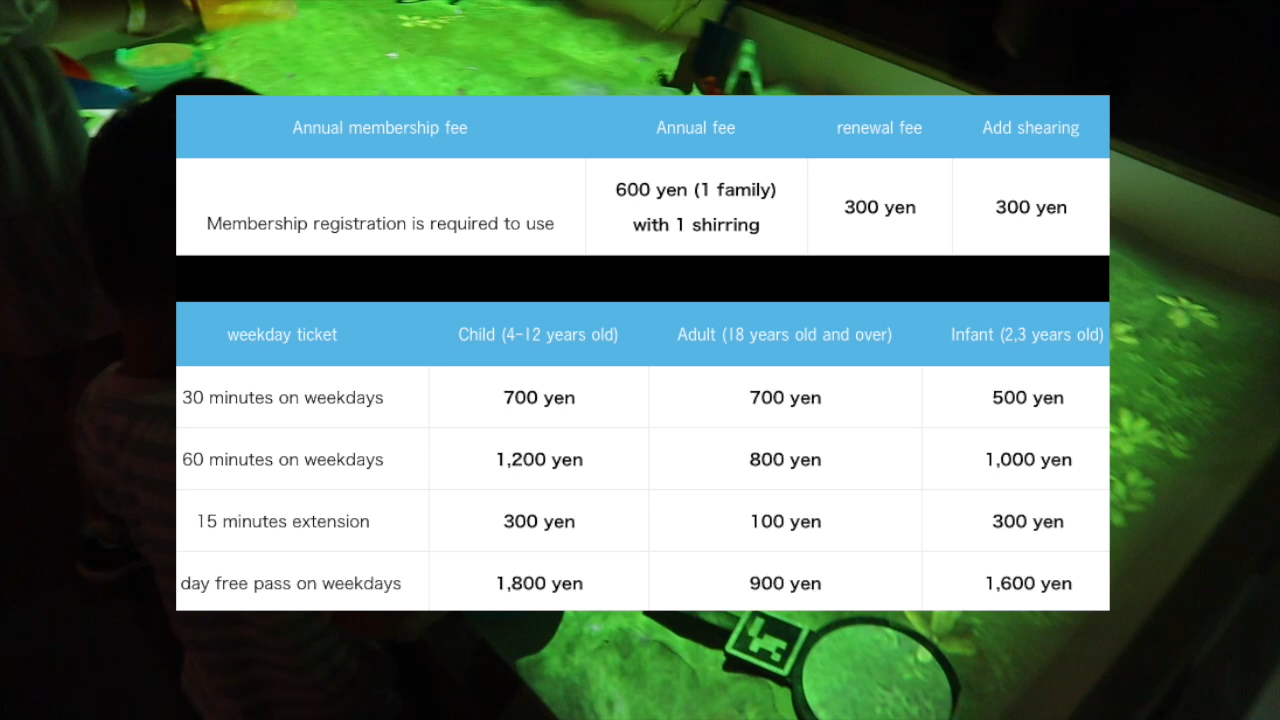 Annual membership fee Annual fee renewal fee Add shearing
Membership registration is required to use 600 yen (1 family) with 1 shirring 300 yen 300 yen
weekday ticket Child (4-12 years old) Adult (18 years old and over) Infant (2,3 years old)
30 minutes on weekdays 700 yen 700 yen 500 yen
60 minutes on weekdays 1,200 yen 800 yen 1,000 yen
15 minutes extension 300 yen 100 yen 300 yen
day free pass on weekdays 1,800 yen 900 yen 1,600 yen